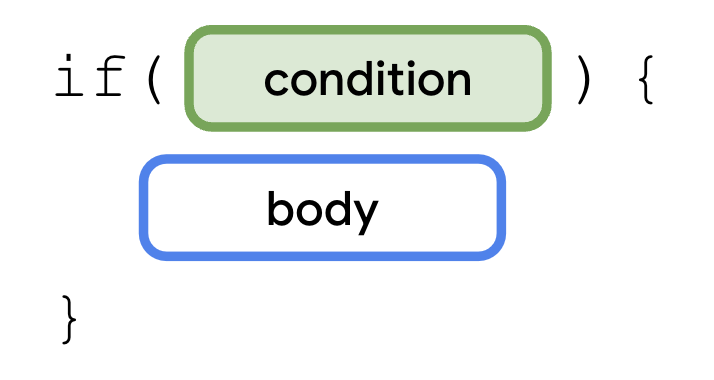 if( condition ) {
body
}